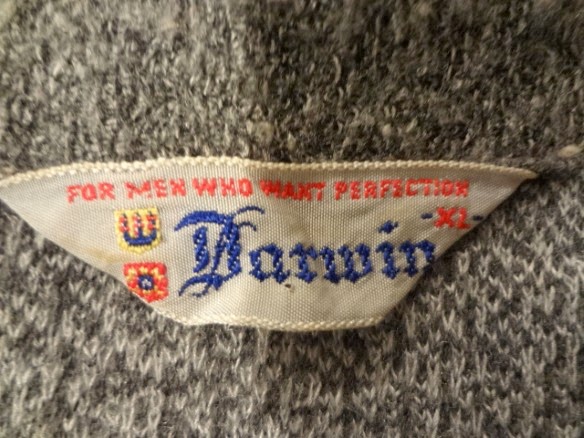 FOR MEN WHO WANT PERFECTION
-XL-
Darwin